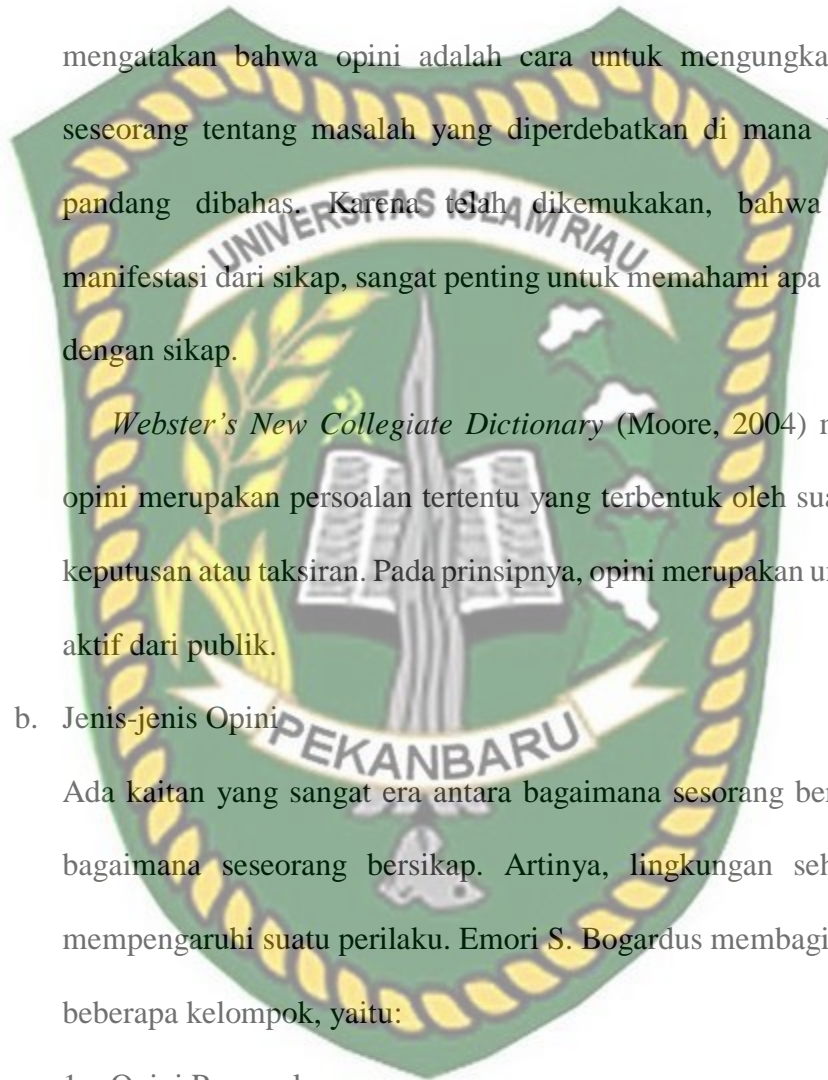 mengatakan bahwa opini adalah cara untuk mengungka
seseorang tentang masalah yang diperdebatkan di mana
pandang dibahas. Karena telah dikemukakan, bahwa
UNIVERSITAS ISLAM RIAU
manifestasi dari sikap, sangat penting untuk memahami apa
dengan sikap.
Webster's New Collegiate Dictionary (Moore, 2004)
opini merupakan persoalan tertentu yang terbentuk oleh sua
keputusan atau taksiran. Pada prinsipnya, opini merupakan
aktif dari publik.
b. Jenis-jenis Opini
PEKANBARU
Ada kaitan yang sangat era antara bagaimana sesorang ber
bagaimana seseorang bersikap. Artinya, lingkungan seh
mempengaruhi suatu perilaku. Emori S. Bogardus membagi
beberapa kelompok, yaitu: